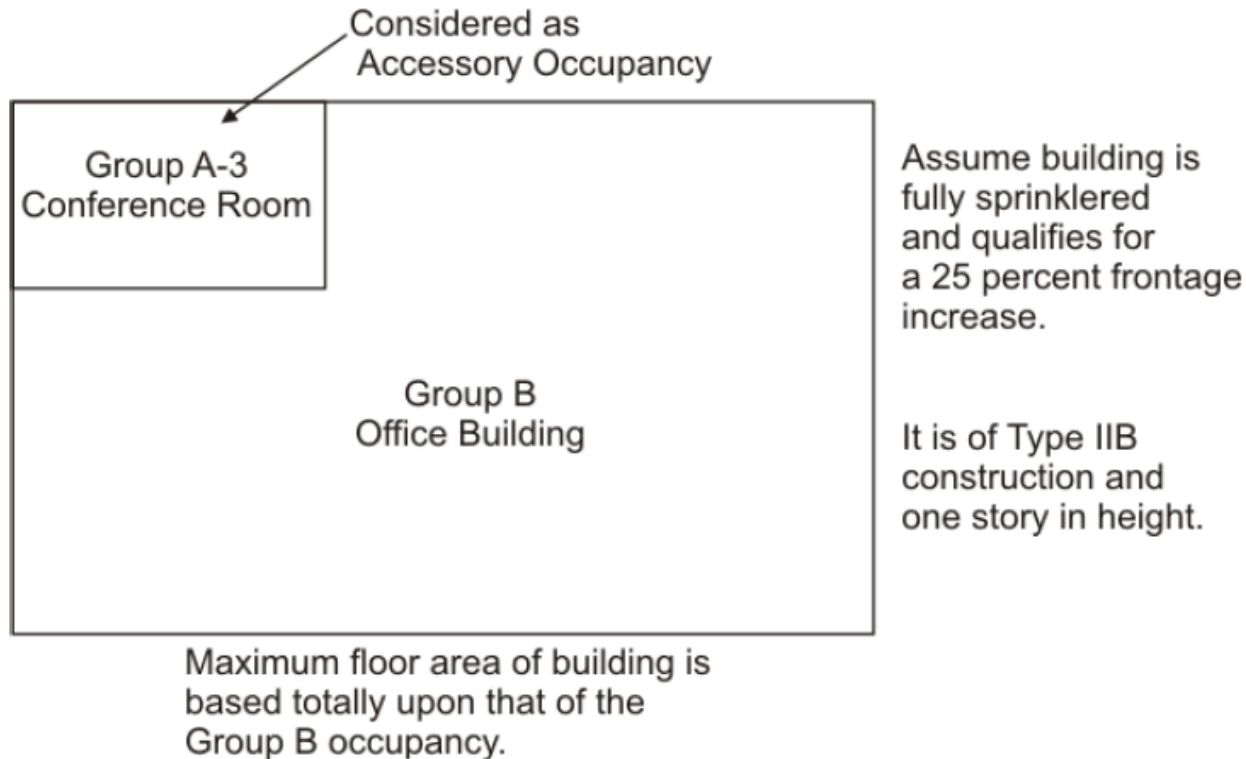 Considered as
Accessory Occupancy
Group A-3
Conference Room
Assume building is
fully sprinklered
and qualifies for
a 25 percent frontage
increase.
Group B
Office Building
It is of Type IIB
construction and
one story in height.
Maximum floor area of building is
based totally upon that of the
Group B occupancy.